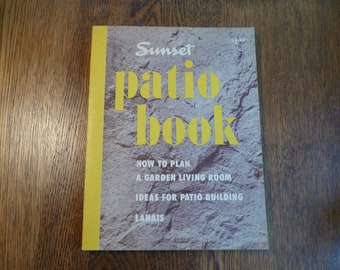 Sunset
patio
book
HOW TO PLAN
A GARDEN LIVING ROOM
IDEAS FOR PATIO BUILDING
LANAIS